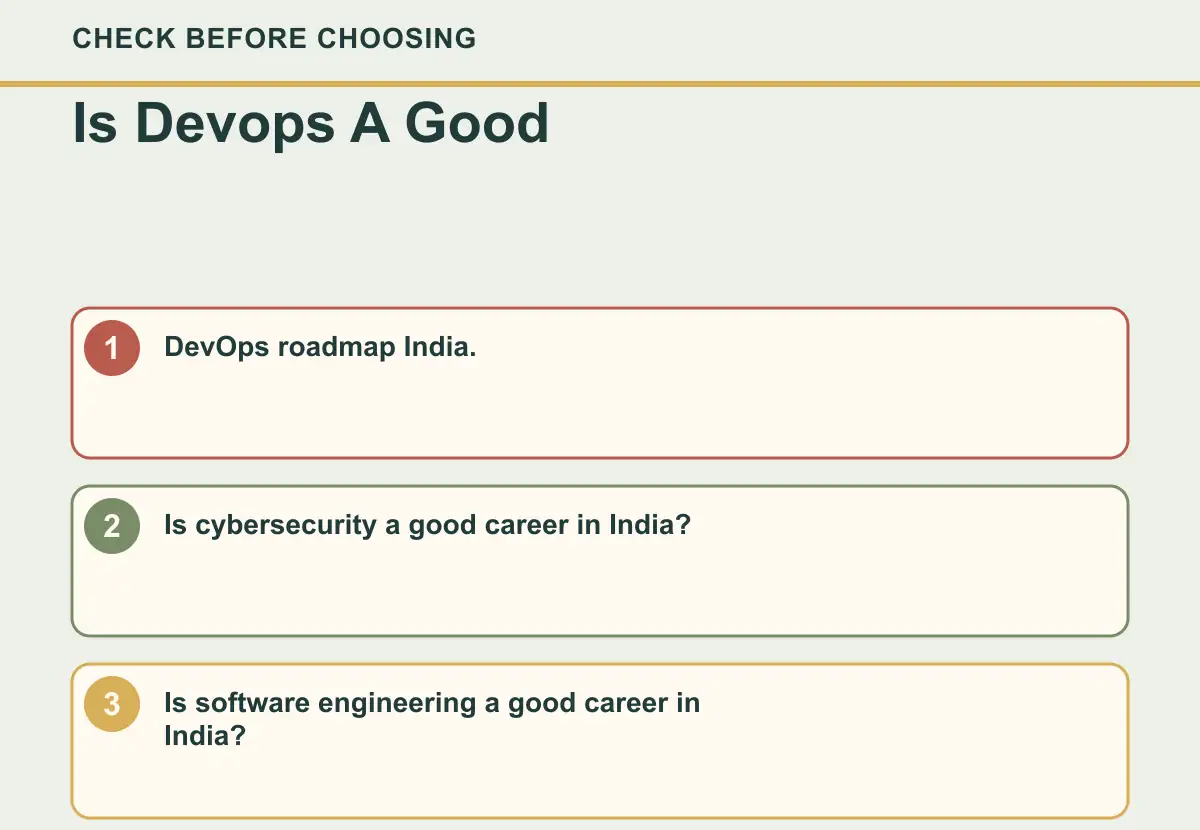 CHECK BEFORE CHOOSING
Is Devops A Good
1
DevOps roadmap India.
2
Is cybersecurity a good career in India?
3
Is software engineering a good career in
India?